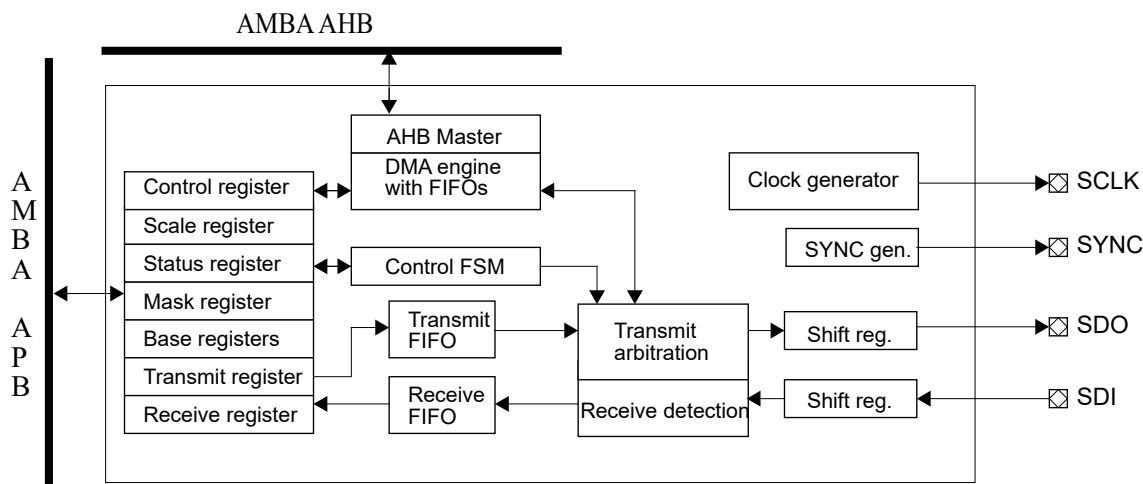 AMBA AHB
AMBA APB
AHB Master
DMA engine
with FIFOs
Control register
Scale register
Status register
Mask register
Base registers
Transmit register
Receive register
Control FSM
Transmit
FIFO
Receive
FIFO
Transmit
arbitration
Receive detection
Clock generator
SYNC gen.
Shift reg.
Shift reg.
SCLK
SYNC
SDO
SDI